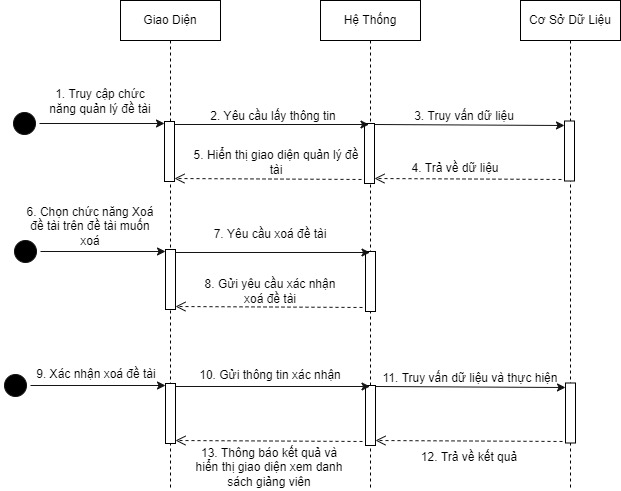 Giao Diện
Hệ Thống
Cơ Sở Dữ Liệu
1. Truy cập chức
năng quản lý đề tài
2. Yêu cầu lấy thông tin
3. Truy vấn dữ liệu
5. Hiển thị giao diện quản lý đề
tài
4. Trả về dữ liệu
6. Chọn chức năng Xoá
đề tài trên đề tài muốn
xoá
7. Yêu cầu xoá đề tài
8. Gửi yêu cầu xác nhận
xoá đề tài
9. Xác nhận xoá đề tài
10. Gửi thông tin xác nhận
11. Truy vấn dữ liệu và thực hiện
13. Thông báo kết quả và
hiển thị giao diện xem danh
sách giảng viên
12. Trả về kết quả